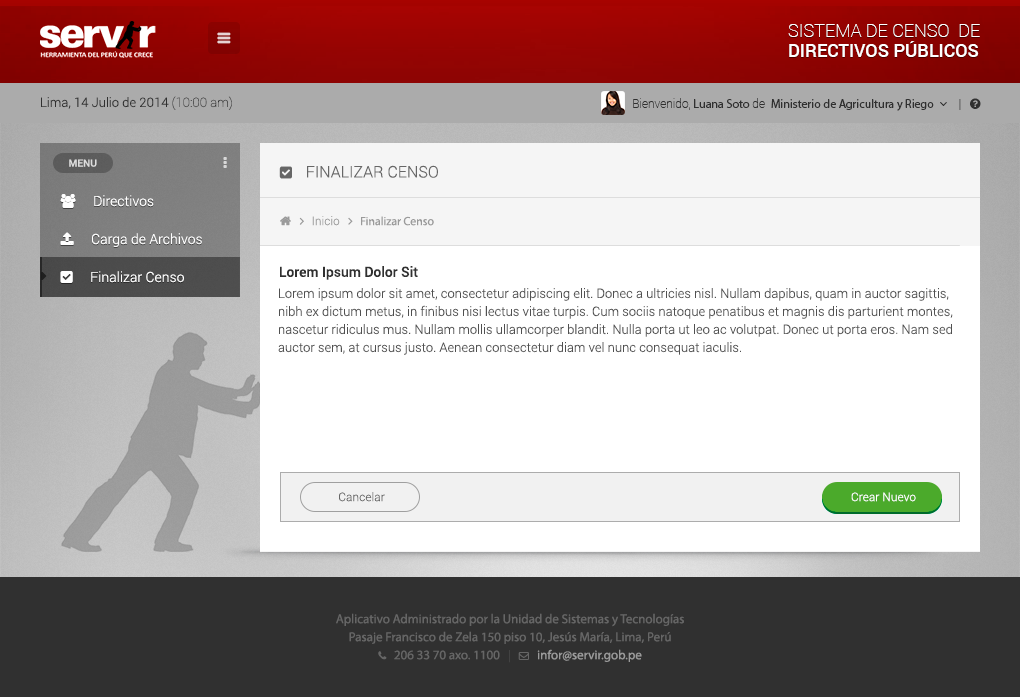 servir
HERRAMIENTA DEL PERÚ QUE CRECE
SISTEMA DE CENSO DE
DIRECTIVOS PÚBLICOS
Lima, 14 Julio de 2014 (10:00 am)
Bienvenido, Luana Soto de Ministerio de Agricultura y Riego
MENU
Directivos
Carga de Archivos
Finalizar Censo
FINALIZAR CENSO
Inicio > Finalizar Censo
Lorem Ipsum Dolor Sit
Lorem ipsum dolor sit amet, consectetur adipiscing elit. Donec a ultricies nisl. Nullam dapibus, quam in auctor sagittis,
nibh ex dictum metus, in finibus nisi lectus vitae turpis. Cum sociis natoque penatibus et magnis dis parturient montes,
nascetur ridiculus mus. Nullam mollis ullamcorper blandit. Nulla porta ut leo ac volutpat. Donec ut porta eros. Nam sed
auctor sem, at cursus justo. Aenean consectetur diam vel nunc consequat iaculis.
Cancelar
Crear Nuevo
Aplicativo Administrado por la Unidad de Sistemas y Tecnologías
Pasaje Francisco de Zela 150 piso 10, Jesús María, Lima, Perú
206 33 70 axo. 1100 | infor@servir.gob.pe